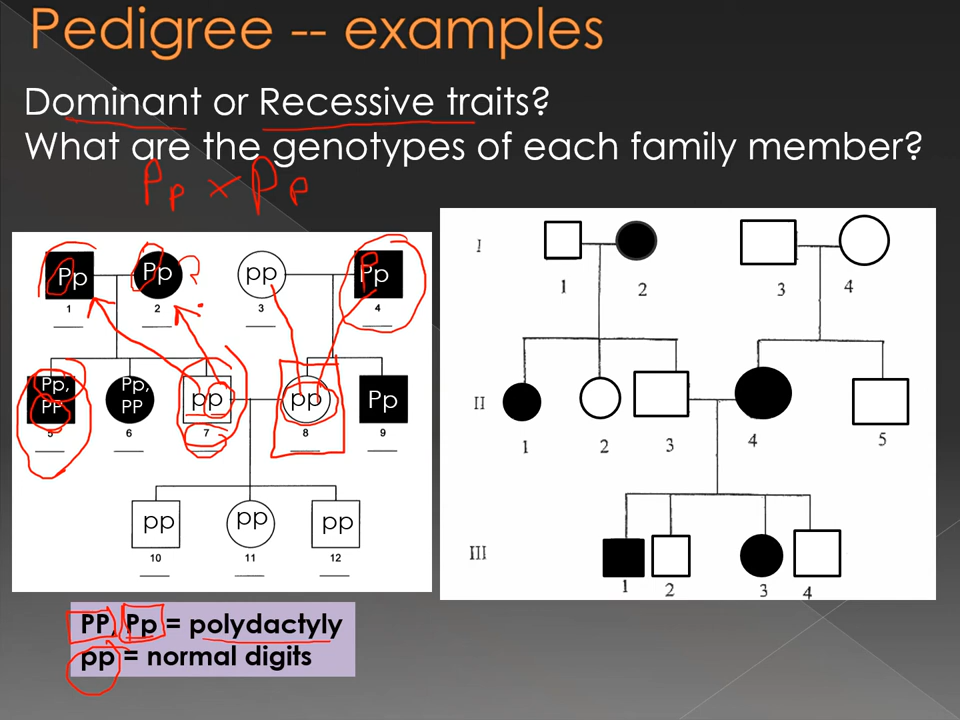 Pedigree -- examples
Dominant or Recessive traits?
What are the genotypes of each family member?
Pp × Pp
Pp
Pp
?
pp
Pp
1
2
3
4
Pp,
PP
Pp,
PP
pp
pp
Pp
5
6
7
8
9
pp
pp
pp
10
11
12
PP, Pp = polydactyly
pp = normal digits
I
1
2
3
4
II
1
2
3
4
5
III
1
2
3
4